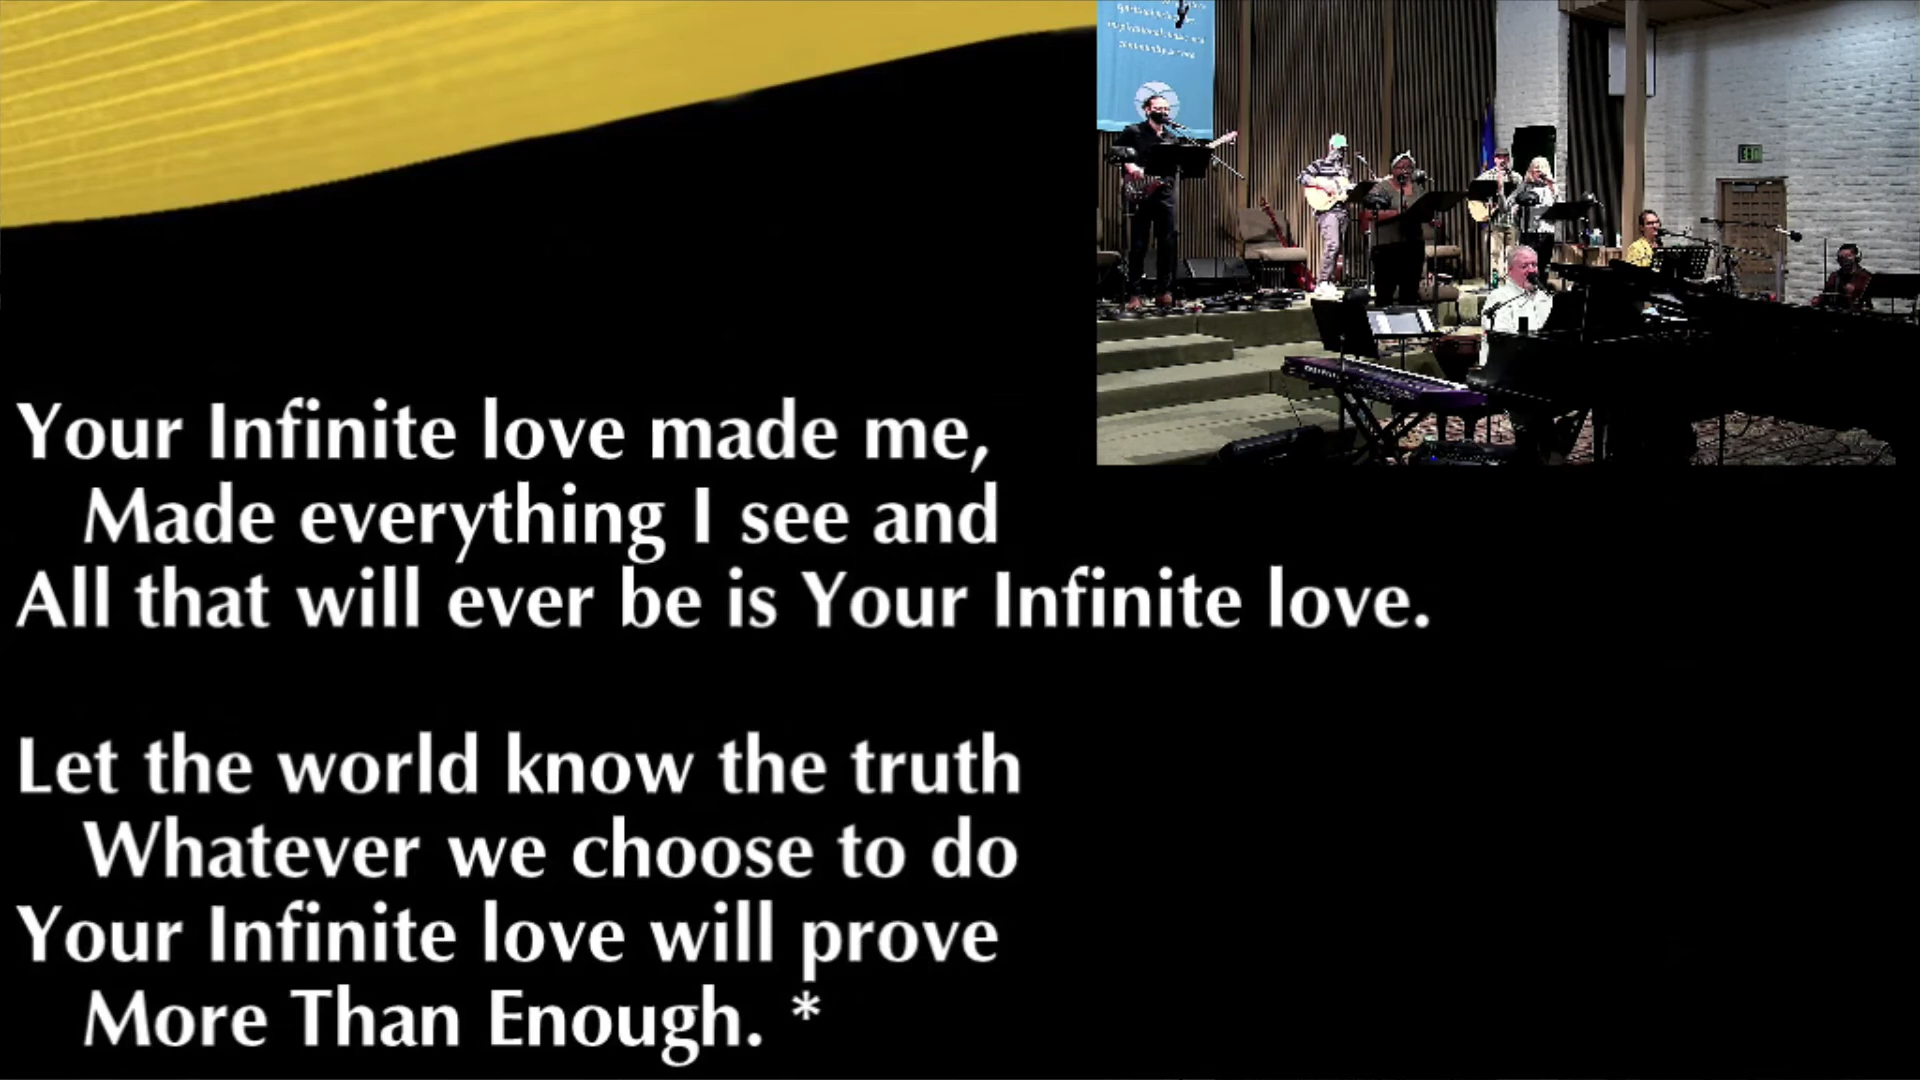 Your Infinite love made me,
Made everything I see and
All that will ever be is Your Infinite love.
Let the world know the truth
Whatever we choose to do
Your Infinite love will prove
More Than Enough. *